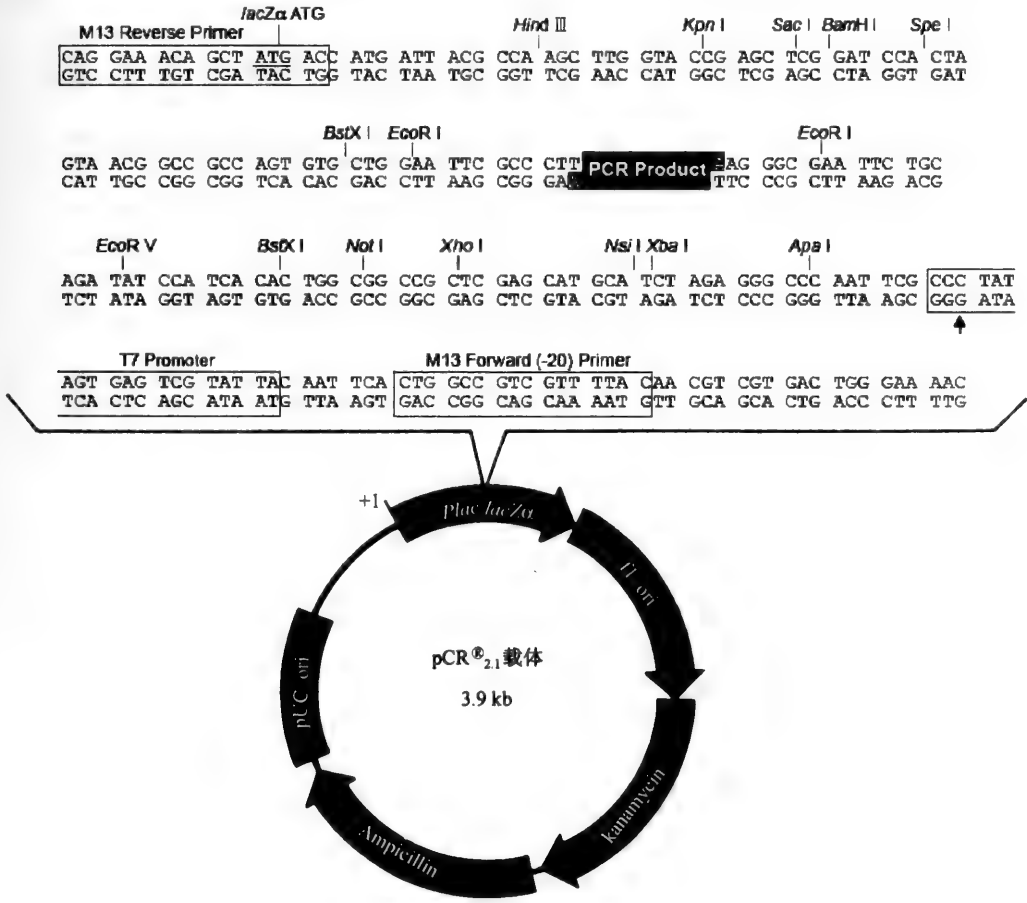 lacZα ATG
M13 Reverse Primer
Hind III Kpn I Sac I BamH I Spe I
CAG GAA ACA GCT ATG ACC ATG ATT ACG CCA AGC TTG GTA CCG AGC TCG GAT CCA CTA
GTC CTT TGT CGA TAC TGG TAC TAA TGC GGT TCG AAC CAT GGC TCG AGC CTA GGT GAT
BstX I EcoR I EcoR I
GTA ACG GCC GCC AGT GTG CTG GAA TTC GCC CTT PCR Product AG GGC GAA TTC TGC
CAT TGC CGG CGG TCA CAC GAC CTT AAG CGG GA TTC CCG CTT AAG ACG
EcoR V BstX I Not I Xho I Nsi I Xba I Apa I
AGA TAT CCA TCA CAC TGG CGG CCG CTC GAG CAT GCA TCT AGA GGG CCC AAT TCG CCC TAT
TCT ATA GGT AGT GTG ACC GCC GGC GAG CTC GTA CGT AGA TCT CCC GGG TTA AGC GGG ATA
T7 Promoter M13 Forward (-20) Primer
AGT GAG TCG TAT TAC AAT TCA CTG GCC GTC GTT TTA CAA CGT CGT GAC TGG GAA AAC
TCA CTC AGC ATA ATG TTA AGT GAC CGG CAG CAA AAT GTT GCA GCA CTG ACC CTT TTG
+1
Plac lacZα
f1 ori
pUC ori
pCR®2.1载体
3.9 kb
kanamycin
Ampicillin